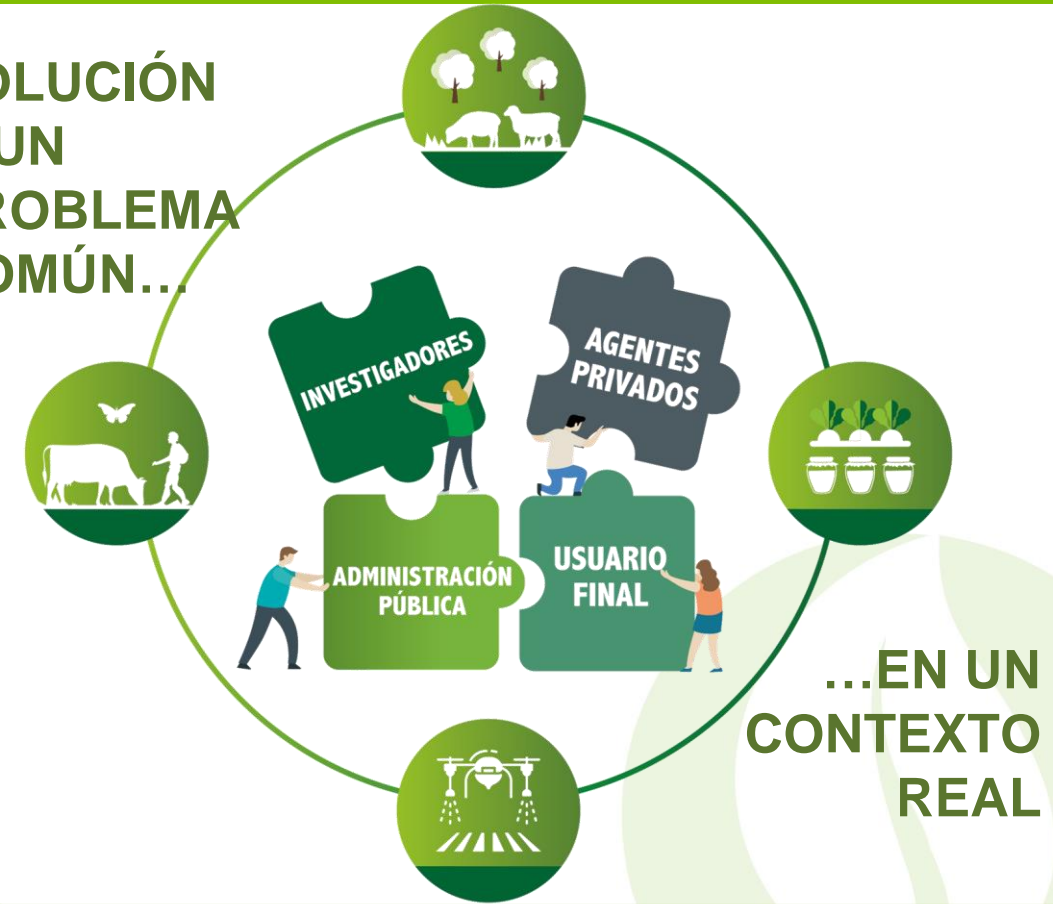 OLUCIÓN
UN
ROBLEMA
OMÚN...
INVESTIGADORES
AGENTES
PRIVADOS
ADMINISTRACIÓN
PÚBLICA
USUARIO
FINAL
...EN UN
CONTEXTO
REAL